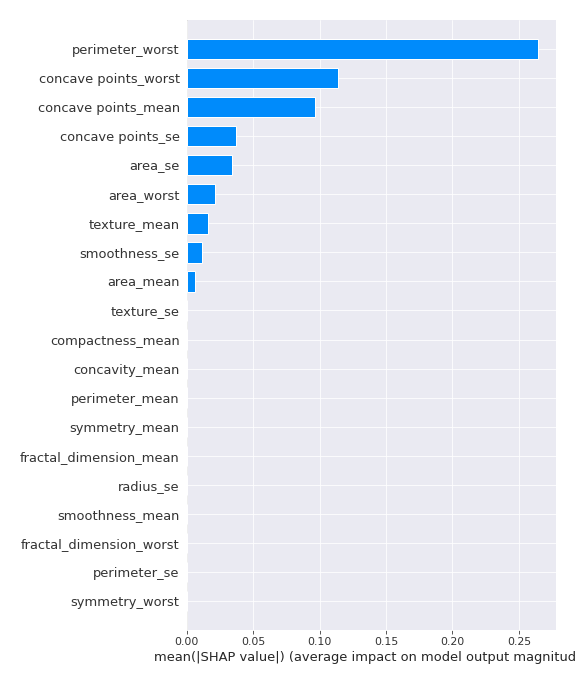 perimeter_worst
concave points_worst
concave points_mean
concave points_se
area_se
area_worst
texture_mean
smoothness_se
area_mean
texture_se
compactness_mean
concavity_mean
perimeter_mean
symmetry_mean
fractal_dimension_mean
radius_se
smoothness_mean
fractal_dimension_worst
perimeter_se
symmetry_worst
0.00 0.05 0.10 0.15 0.20 0.25
mean(|SHAP value|) (average impact on model output magnitud